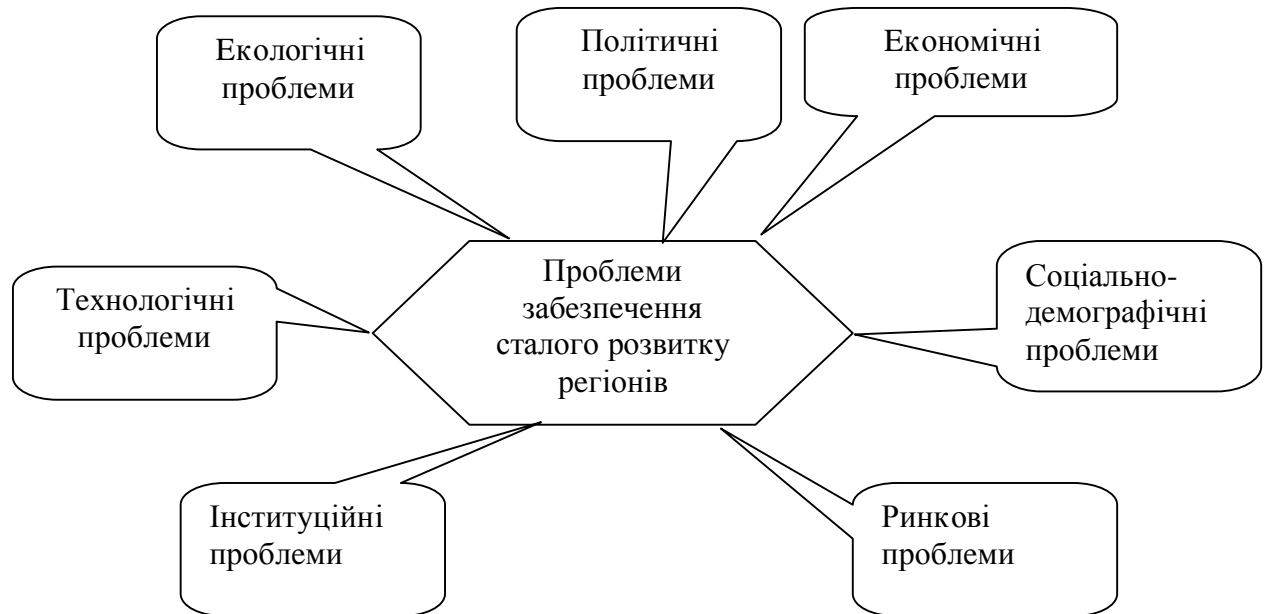 Екологічні
проблеми
Політичні
проблеми
Економічні
проблеми
Технологічні
проблеми
Проблеми
забезпечення
сталого розвитку
регіонів
Соціально-
демографічні
проблеми
Інституційні
проблеми
Ринкові
проблеми